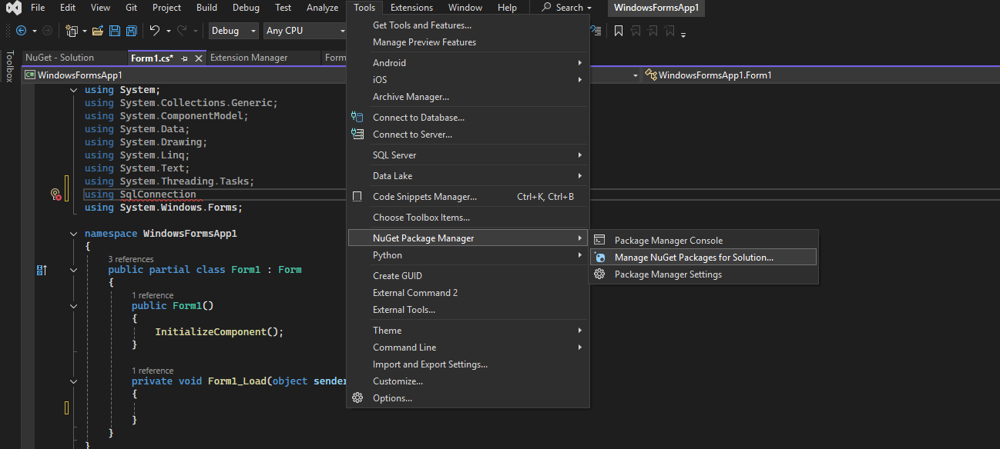 File Edit View Git Project Build Debug Test Analyze Tools Extensions Window Help Search WindowsFormsApp1
Debug Any CPU
Toolbox
NuGet - Solution Form1.cs* Extension Manager Form
C# WindowsFormsApp1 WindowsFormsApp1.Form1
using System;
using System.Collections.Generic;
using System.ComponentModel;
using System.Data;
using System.Drawing;
using System.Linq;
using System.Text;
using System.Threading.Tasks;
using SqlConnection
using System.Windows.Forms;
namespace WindowsFormsApp1
{
3 references
public partial class Form1 : Form
{
1 reference
public Form1()
{
InitializeComponent();
}
1 reference
private void Form1_Load(object sender
{
}
}
}
Get Tools and Features...
Manage Preview Features
Android
iOS
Archive Manager...
Connect to Database...
Connect to Server...
SQL Server
Data Lake
Code Snippets Manager... Ctrl+K, Ctrl+B
Choose Toolbox Items...
NuGet Package Manager
Python
Create GUID
External Command 2
External Tools...
Theme
Command Line
Import and Export Settings...
Customize...
Options...
Package Manager Console
Manage NuGet Packages for Solution...
Package Manager Settings